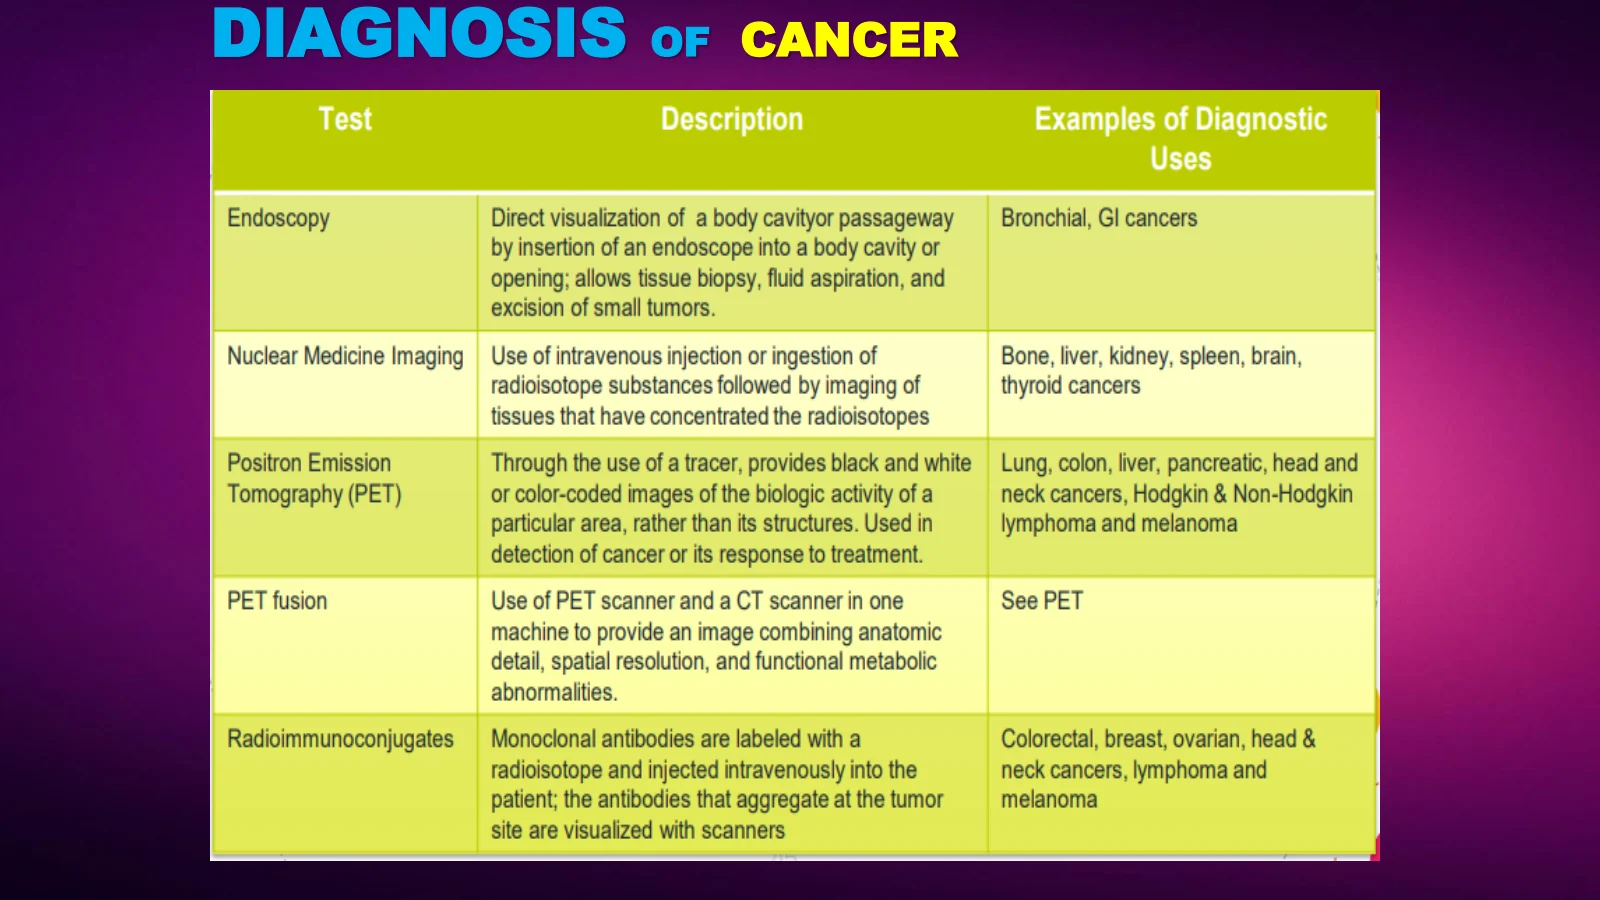 DIAGNOSIS OF CANCER
Test
Description
Examples of Diagnostic
Uses
Endoscopy
Direct visualization of a body cavityor passageway
by insertion of an endoscope into a body cavity or
opening; allows tissue biopsy, fluid aspiration, and
excision of small tumors.
Bronchial, GI cancers
Nuclear Medicine Imaging
Use of intravenous injection or ingestion of
radioisotope substances followed by imaging of
tissues that have concentrated the radioisotopes
Bone, liver, kidney, spleen, brain,
thyroid cancers
Positron Emission
Tomography (PET)
Through the use of a tracer, provides black and white
or color-coded images of the biologic activity of a
particular area, rather than its structures. Used in
detection of cancer or its response to treatment.
Lung, colon, liver, pancreatic, head and
neck cancers, Hodgkin & Non-Hodgkin
lymphoma and melanoma
PET fusion
Use of PET scanner and a CT scanner in one
machine to provide an image combining anatomic
detail, spatial resolution, and functional metabolic
abnormalities.
See PET
Radioimmunoconjugates
Monoclonal antibodies are labeled with a
radioisotope and injected intravenously into the
patient; the antibodies that aggregate at the tumor
site are visualized with scanners
Colorectal, breast, ovarian, head &
neck cancers, lymphoma and
melanoma